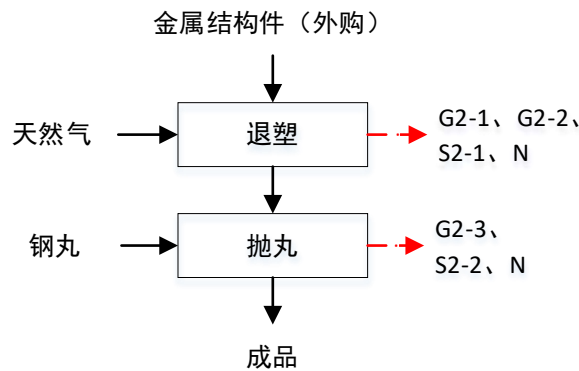 金属结构件（外购）
天然气
退塑
G2-1、G2-2、
S2-1、N
钢丸
抛丸
G2-3、
S2-2、N
成品